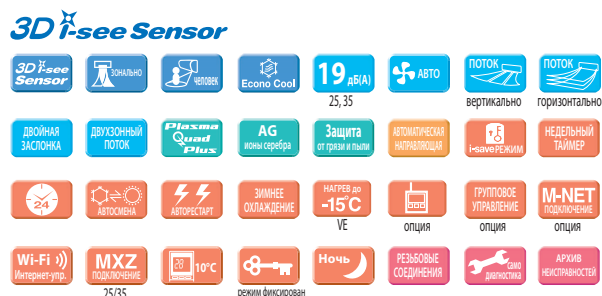 3D i-see Sensor
3D i-see Sensor
ЗОНАЛЬНО
ЧЕЛОВЕК
Econo Cool
19 дБ(А)
25, 35
АВТО
ПОТОК
вертикально
ПОТОК
горизонтально
ДВОЙНАЯ
ЗАСЛОНКА
ДВУХЗОННЫЙ
ПОТОК
Plasma
Quad
Plus
AG
ионы серебра
Защита
от грязи и пыли
АВТОМАТИЧЕСКАЯ
НАПРАВЛЯЮЩАЯ
i-save РЕЖИМ
НЕДЕЛЬНЫЙ
ТАЙМЕР
24
АВТОСМЕНА
АВТОРЕСТАРТ
ЗИМНЕЕ
ОХЛАЖДЕНИЕ
НАГРЕВ до
-15°C
VE
опция
ГРУППОВОЕ
УПРАВЛЕНИЕ
опция
M-NET
ПОДКЛЮЧЕНИЕ
опция
Wi-Fi
Интернет-упр.
MXZ
ПОДКЛЮЧЕНИЕ
25/35
10°C
режим фиксирован
Ночь
РЕЗЬБОВЫЕ
СОЕДИНЕНИЯ
само
диагностика
АРХИВ
НЕИСПРАВНОСТЕЙ